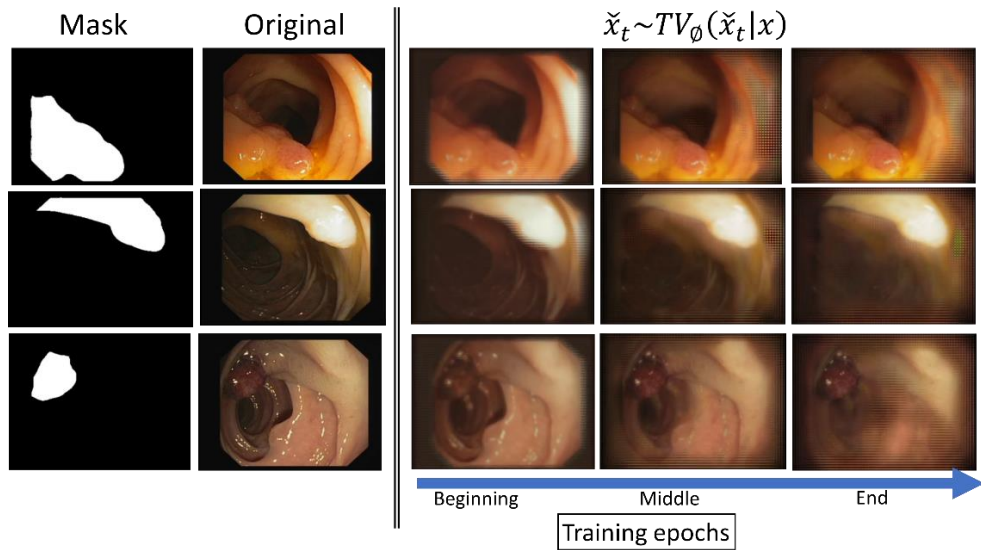 Mask
Original
x̌ₜ~TV∅(x̌ₜ|x)
Beginning
Middle
End
Training epochs